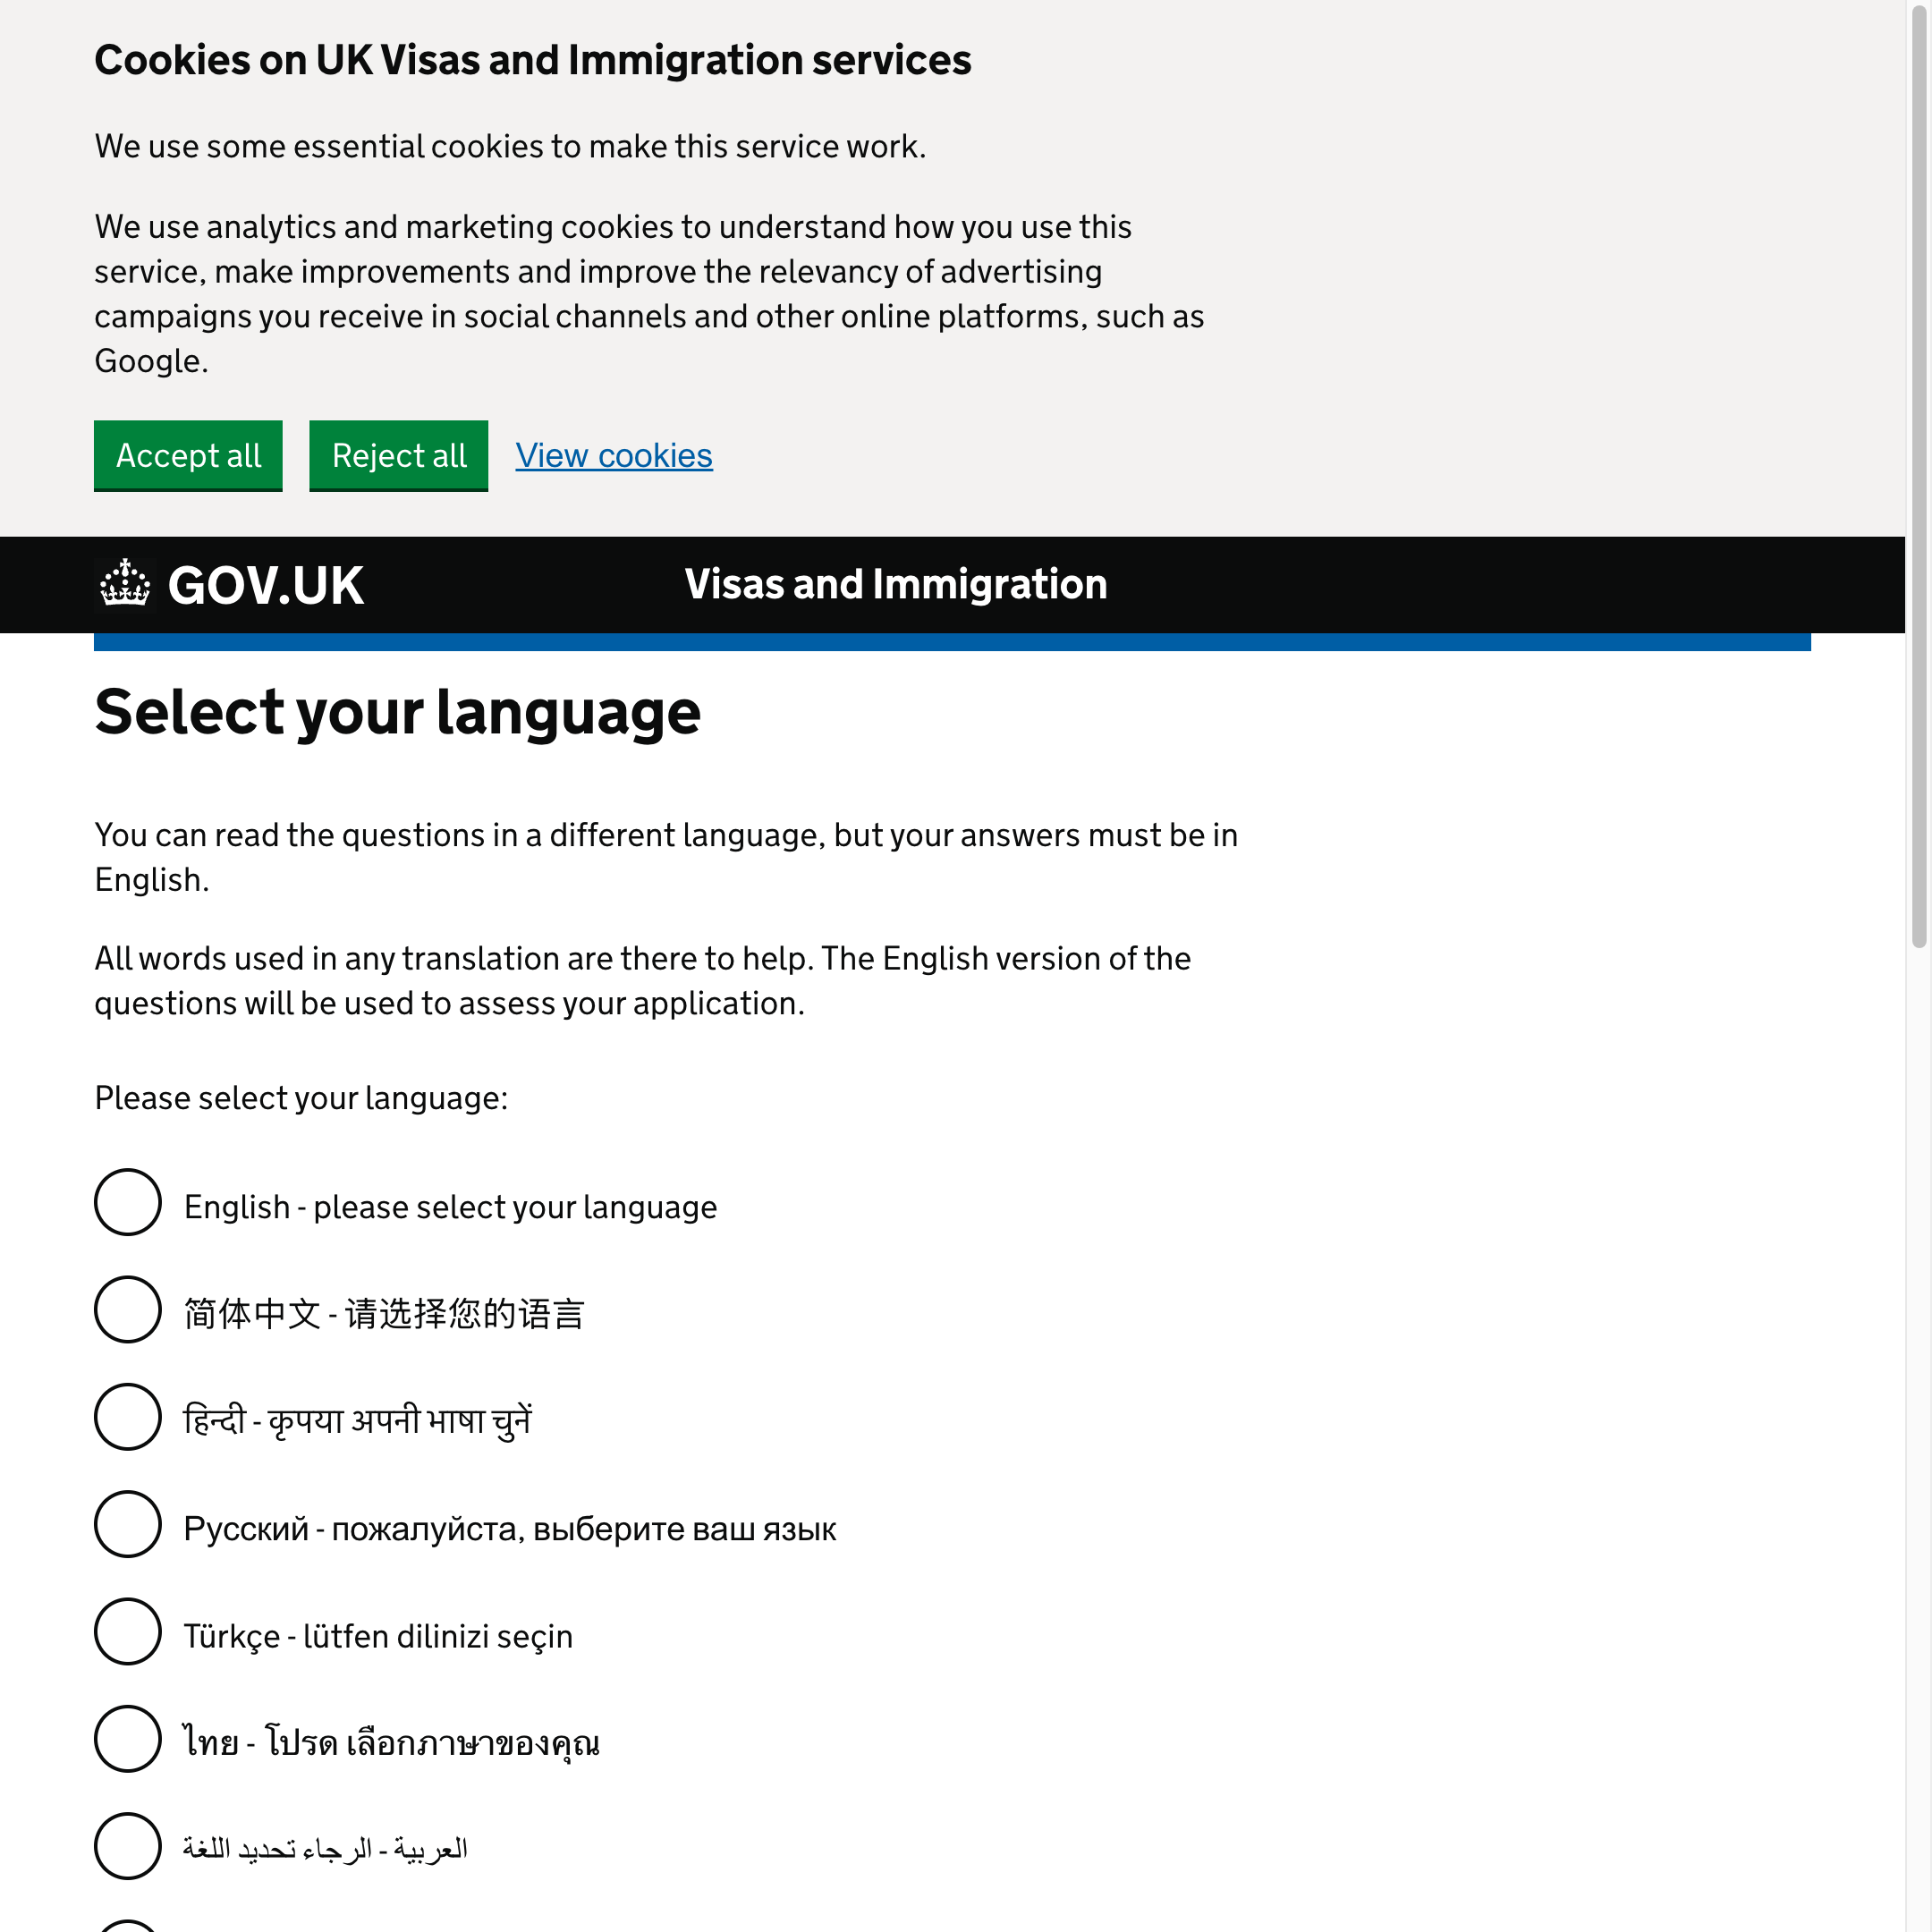 Cookies on UK Visas and Immigration services
We use some essential cookies to make this service work.
We use analytics and marketing cookies to understand how you use this
service, make improvements and improve the relevancy of advertising
campaigns you receive in social channels and other online platforms, such as
Google.
Accept all
Reject all
View cookies
GOV.UK
Visas and Immigration
Select your language
You can read the questions in a different language, but your answers must be in
English.
All words used in any translation are there to help. The English version of the
questions will be used to assess your application.
Please select your language:
English - please select your language
简体中文 - 请选择您的语言
हिन्दी - कृपया अपनी भाषा चुनें
Русский - пожалуйста, выберите ваш язык
Türkçe - lütfen dilinizi seçin
ไทย - โปรด เลือกภาษาของคุณ
العربية - الرجاء تحديد اللغة